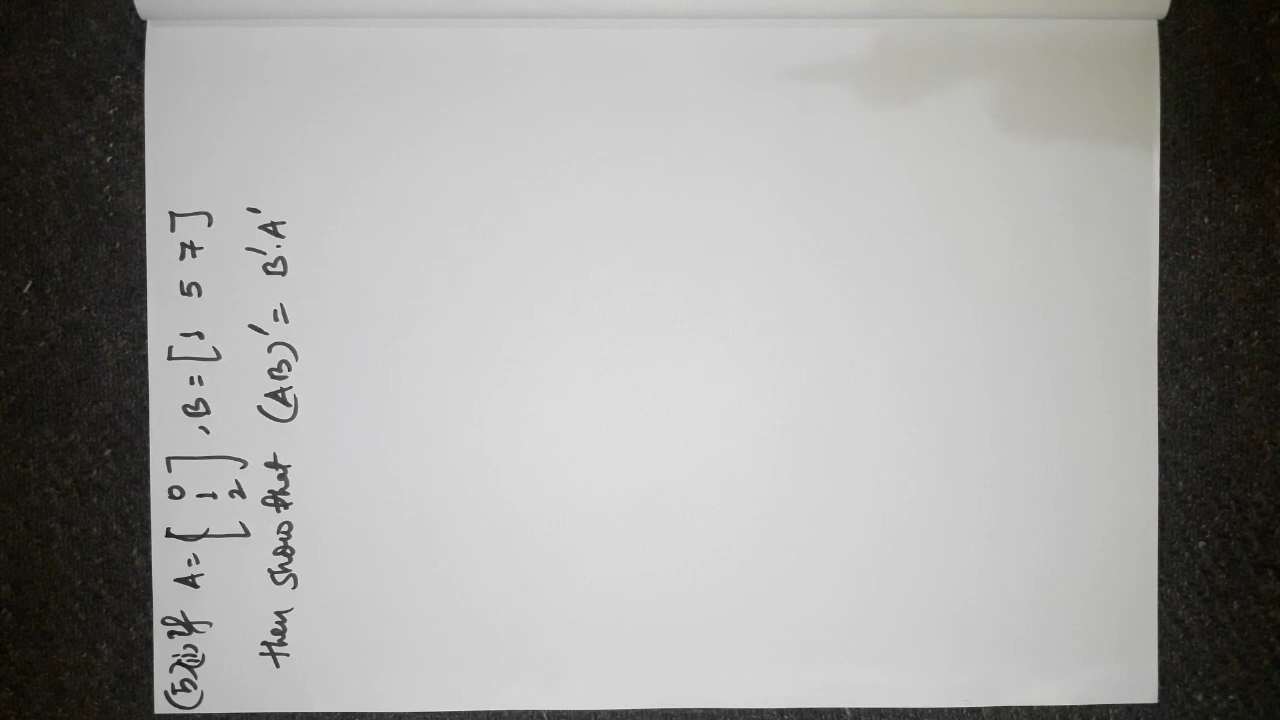 (5)(ii) If A = [0 1 2], B = [1 5 7]
then show that (AB)' = B'.A'